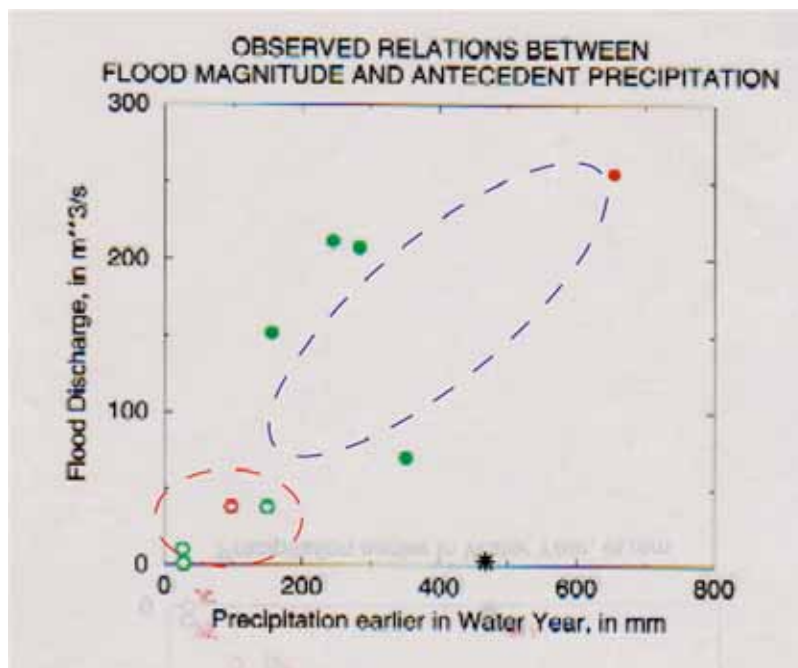 OBSERVED RELATIONS BETWEEN
FLOOD MAGNITUDE AND ANTECEDENT PRECIPITATION
300
200
100
0
Flood Discharge, in m**3/s
0 200 400 600 800
Precipitation earlier in Water Year, in mm